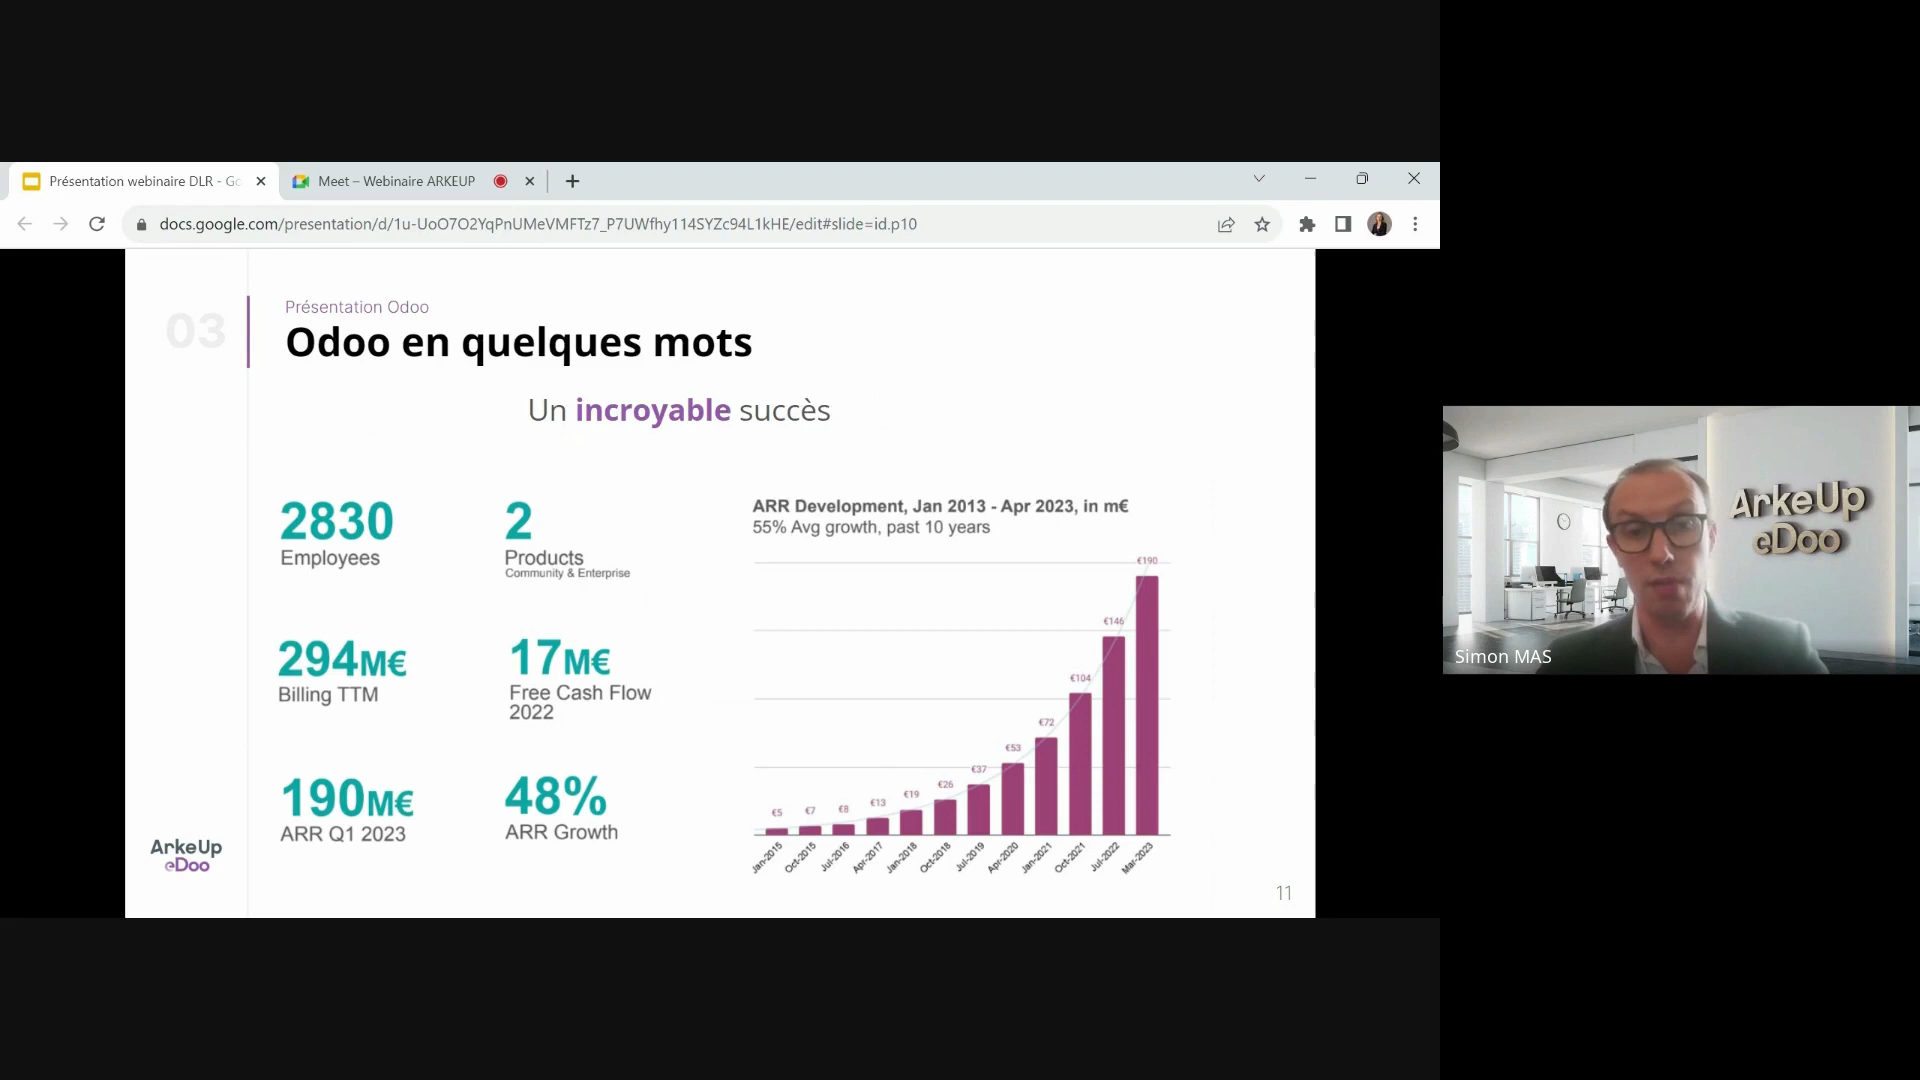 Présentation webinaire DLR - Go
Meet – Webinaire ARKEUP
docs.google.com/presentation/d/1u-UoO7O2YqPnUMeVMFTz7_P7UWfhy114SYZc94L1kHE/edit#slide=id.p10
03
Présentation Odoo
Odoo en quelques mots
Un incroyable succès
2830
Employees
2
Products
Community & Enterprise
294M€
Billing TTM
17M€
Free Cash Flow
2022
190M€
ARR Q1 2023
48%
ARR Growth
ARR Development, Jan 2013 - Apr 2023, in m€
55% Avg growth, past 10 years
€5 €7 €8 €13 €19 €26 €37 €53 €72 €104 €146 €190
Jan-2015 Oct-2015 Jul-2016 Apr-2017 Jan-2018 Oct-2018 Jul-2019 Apr-2020 Jan-2021 Oct-2021 Jul-2022 Mar-2023
ArkeUp
eDoo
11
ArkeUp
eDoo
Simon MAS